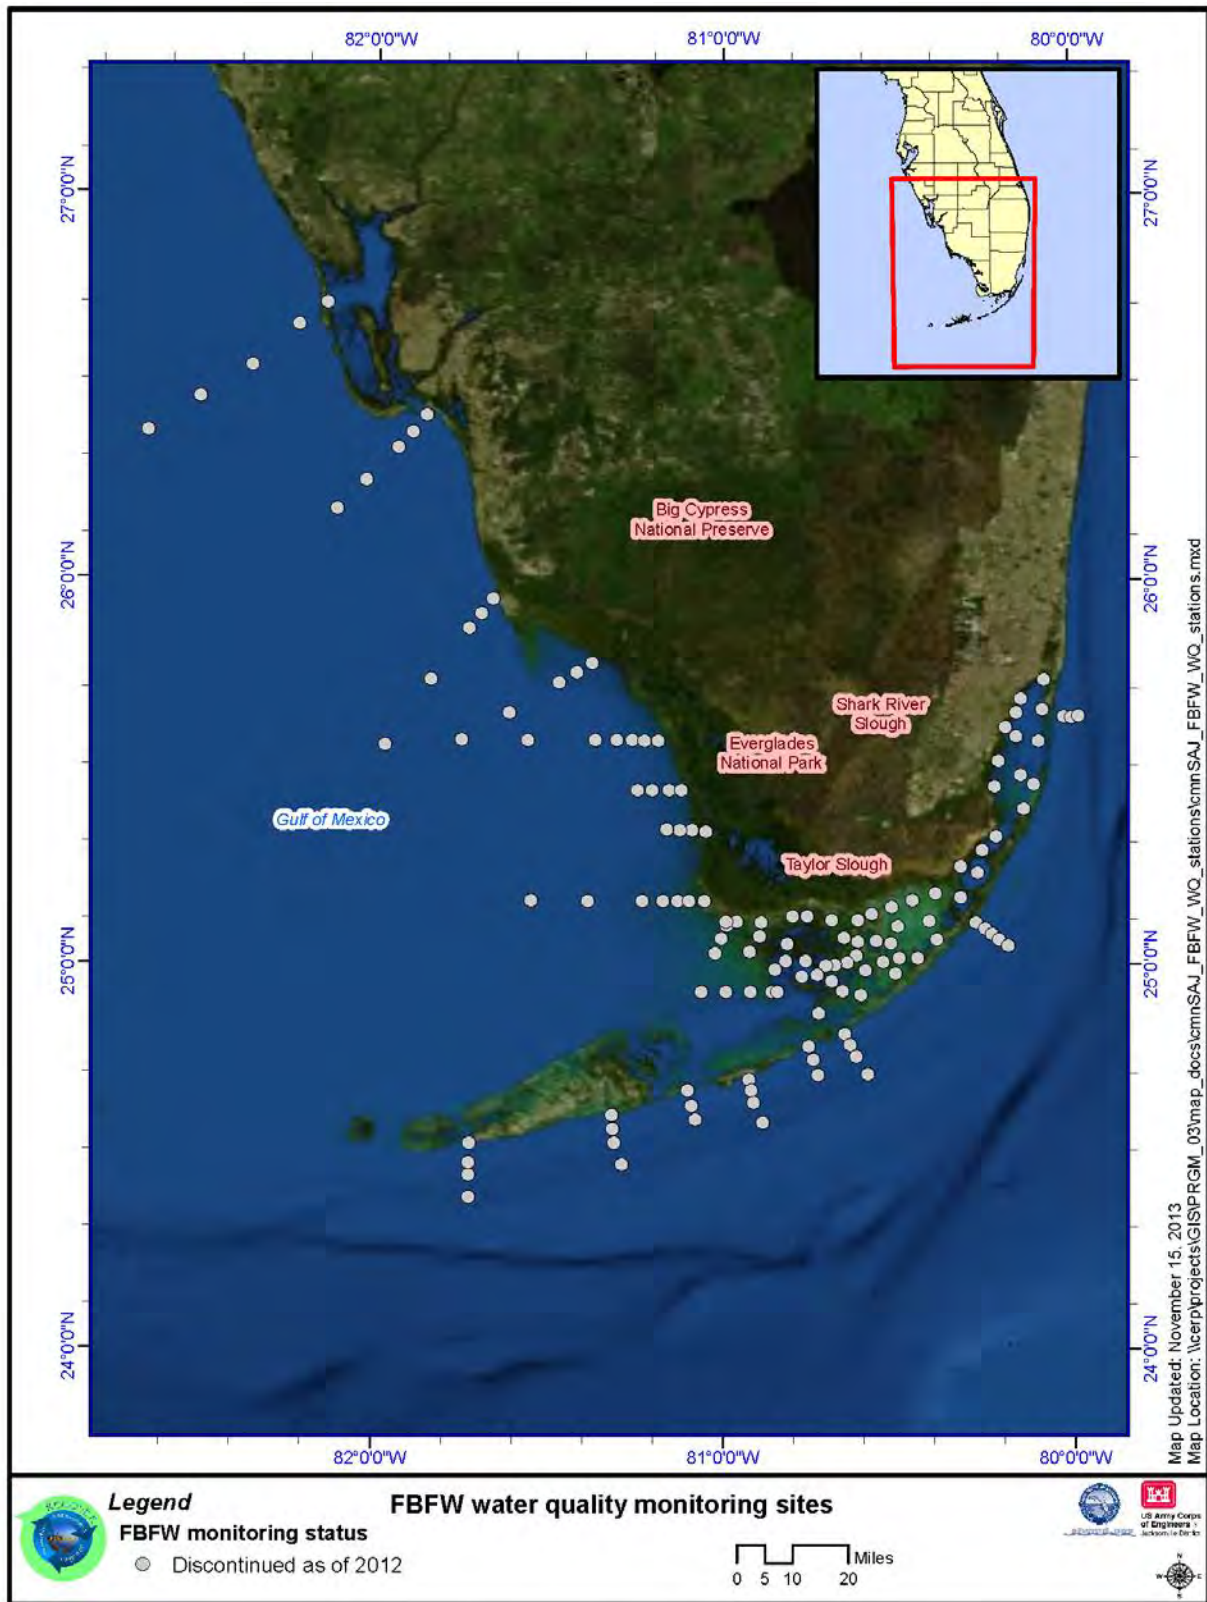 82°0'0"W
81°0'0"W
80°0'0"W
27°0'0"N
27°0'0"N
Big Cypress
National Preserve
26°0'0"N
26°0'0"N
Shark River
Slough
Everglades
National Park
Gulf of Mexico
Taylor Slough
25°0'0"N
25°0'0"N
24°0'0"N
24°0'0"N
82°0'0"W
81°0'0"W
80°0'0"W
Map Updated: November 15, 2013
Map Location: \\cerp\projects\GIS\PRGM_03\map_docs\cmn\SAJ_FBFW_WQ_stations\cmnSAJ_FBFW_WQ_stations.mxd
Legend
FBFW water quality monitoring sites
FBFW monitoring status
Discontinued as of 2012
Miles
0 5 10 20
US Army Corps
of Engineers
Jacksonville District
N
W E
S